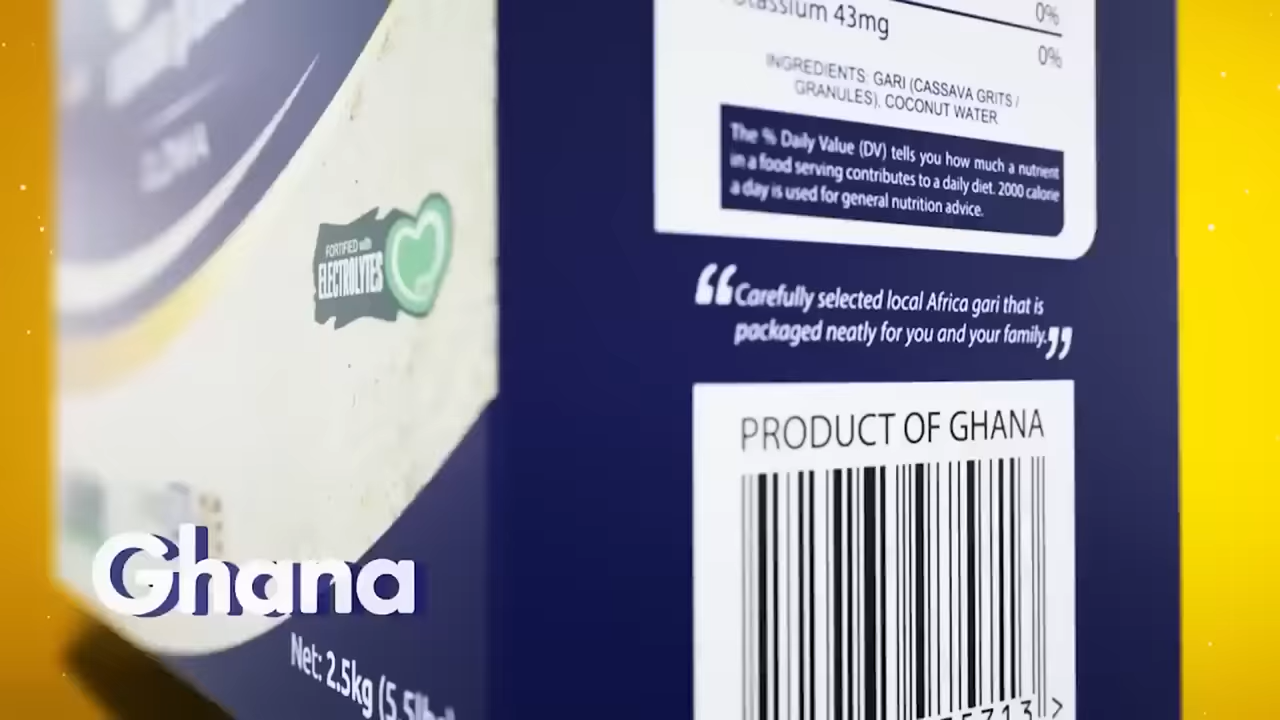 0%
Potassium 43mg
0%
INGREDIENTS: GARI (CASSAVA GRITS /
GRANULES), COCONUT WATER
The % Daily Value (DV) tells you how much a nutrient
in a food serving contributes to a daily diet. 2000 calorie
a day is used for general nutrition advice.
FORTIFIED with
ELECTROLYTES
“Carefully selected local Africa gari that is
packaged neatly for you and your family.”
PRODUCT OF GHANA
Ghana
Net: 2.5kg (5.5lbs)
5713 >